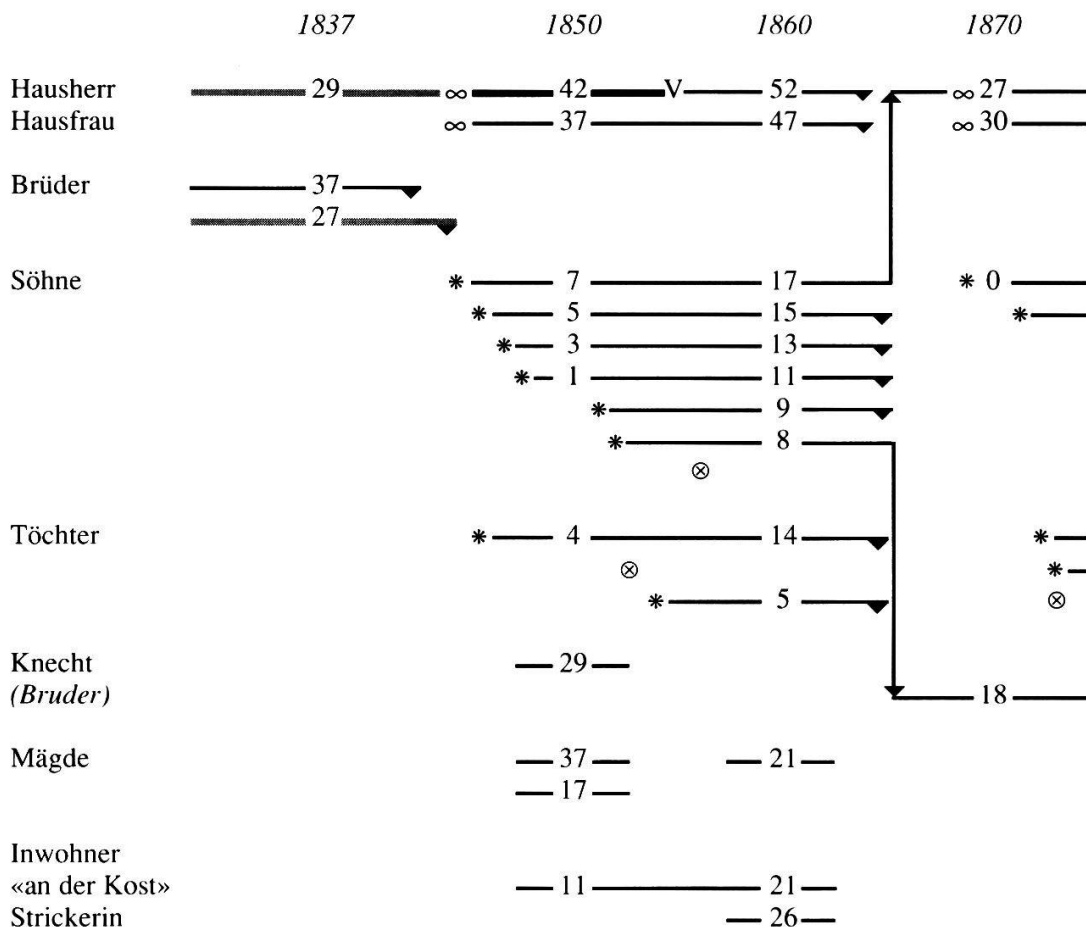 1837 1850 1860 1870
Hausherr 29 ∞ 42 V 52 ∞ 27
Hausfrau ∞ 37 47 ∞ 30
Brüder 37
27
Söhne * 7 17 * 0
* 5 15 *
* 3 13
* 1 11
* 9
* 8
⊗
Töchter * 4 14 *
⊗ *
* 5 ⊗
Knecht 29
(Bruder) 18
Mägde 37 21
17
Inwohner
«an der Kost» 11 21
Strickerin 26